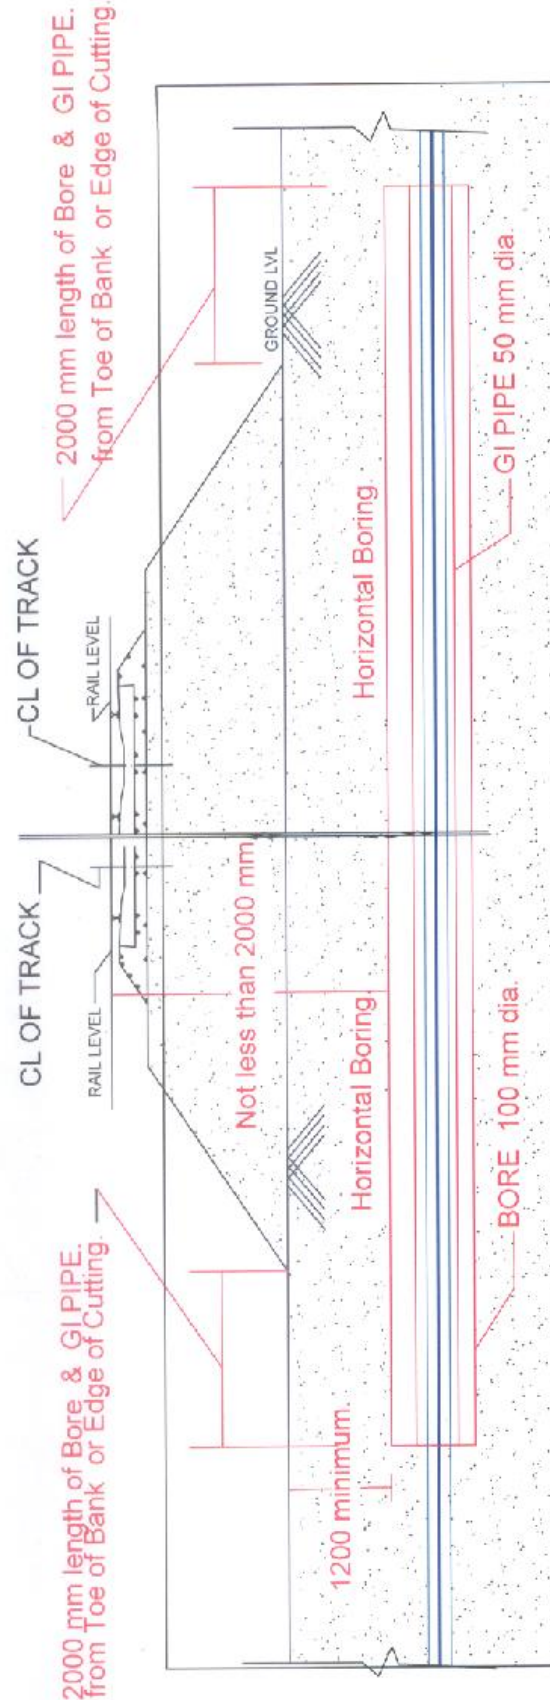 2000 mm length of Bore & GI PIPE.
from Toe of Bank or Edge of Cutting.
CL OF TRACK
CL OF TRACK
2000 mm length of Bore & GI PIPE.
from Toe of Bank or Edge of Cutting.
RAIL LEVEL
RAIL LEVEL
GROUND LVL
Not less than 2000 mm
1200 minimum.
Horizontal Boring.
Horizontal Boring.
BORE 100 mm dia.
GI PIPE 50 mm dia.